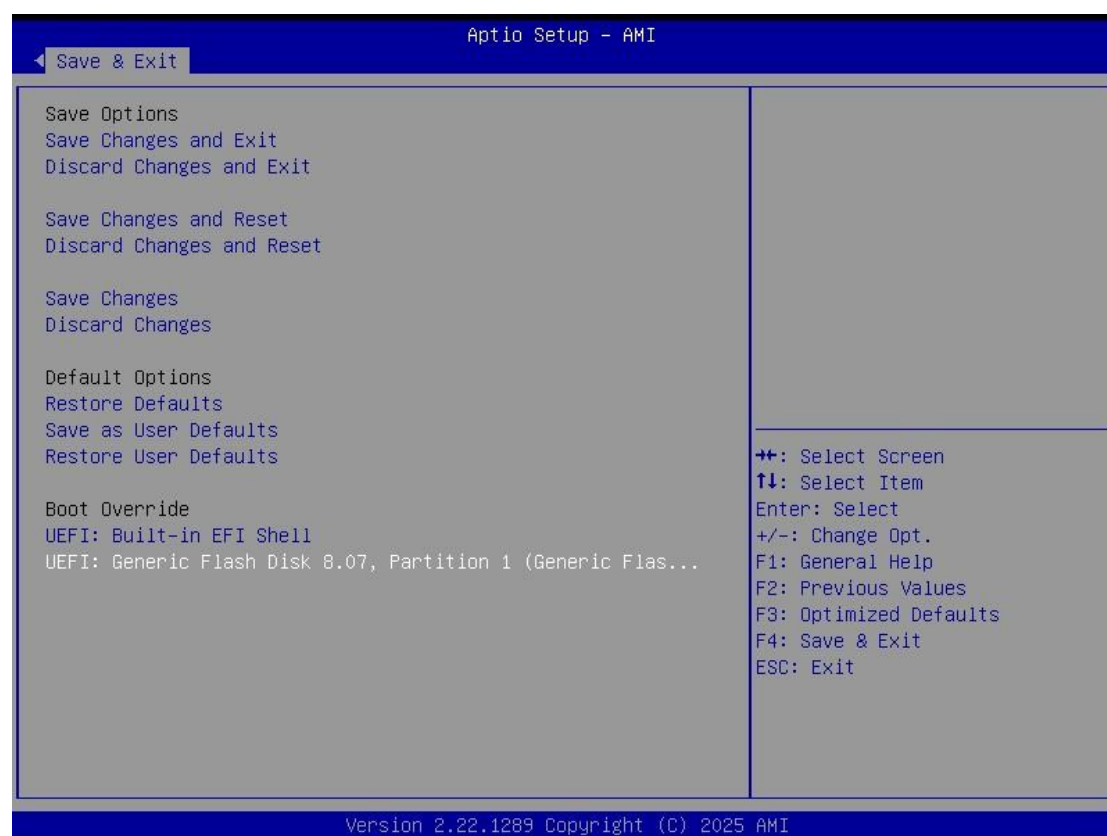 Aptio Setup – AMI
Save & Exit
Save Options
Save Changes and Exit
Discard Changes and Exit
Save Changes and Reset
Discard Changes and Reset
Save Changes
Discard Changes
Default Options
Restore Defaults
Save as User Defaults
Restore User Defaults
Boot Override
UEFI: Built-in EFI Shell
UEFI: Generic Flash Disk 8.07, Partition 1 (Generic Flas...
→←: Select Screen
↑↓: Select Item
Enter: Select
+/-: Change Opt.
F1: General Help
F2: Previous Values
F3: Optimized Defaults
F4: Save & Exit
ESC: Exit
Version 2.22.1289 Copyright (C) 2025 AMI